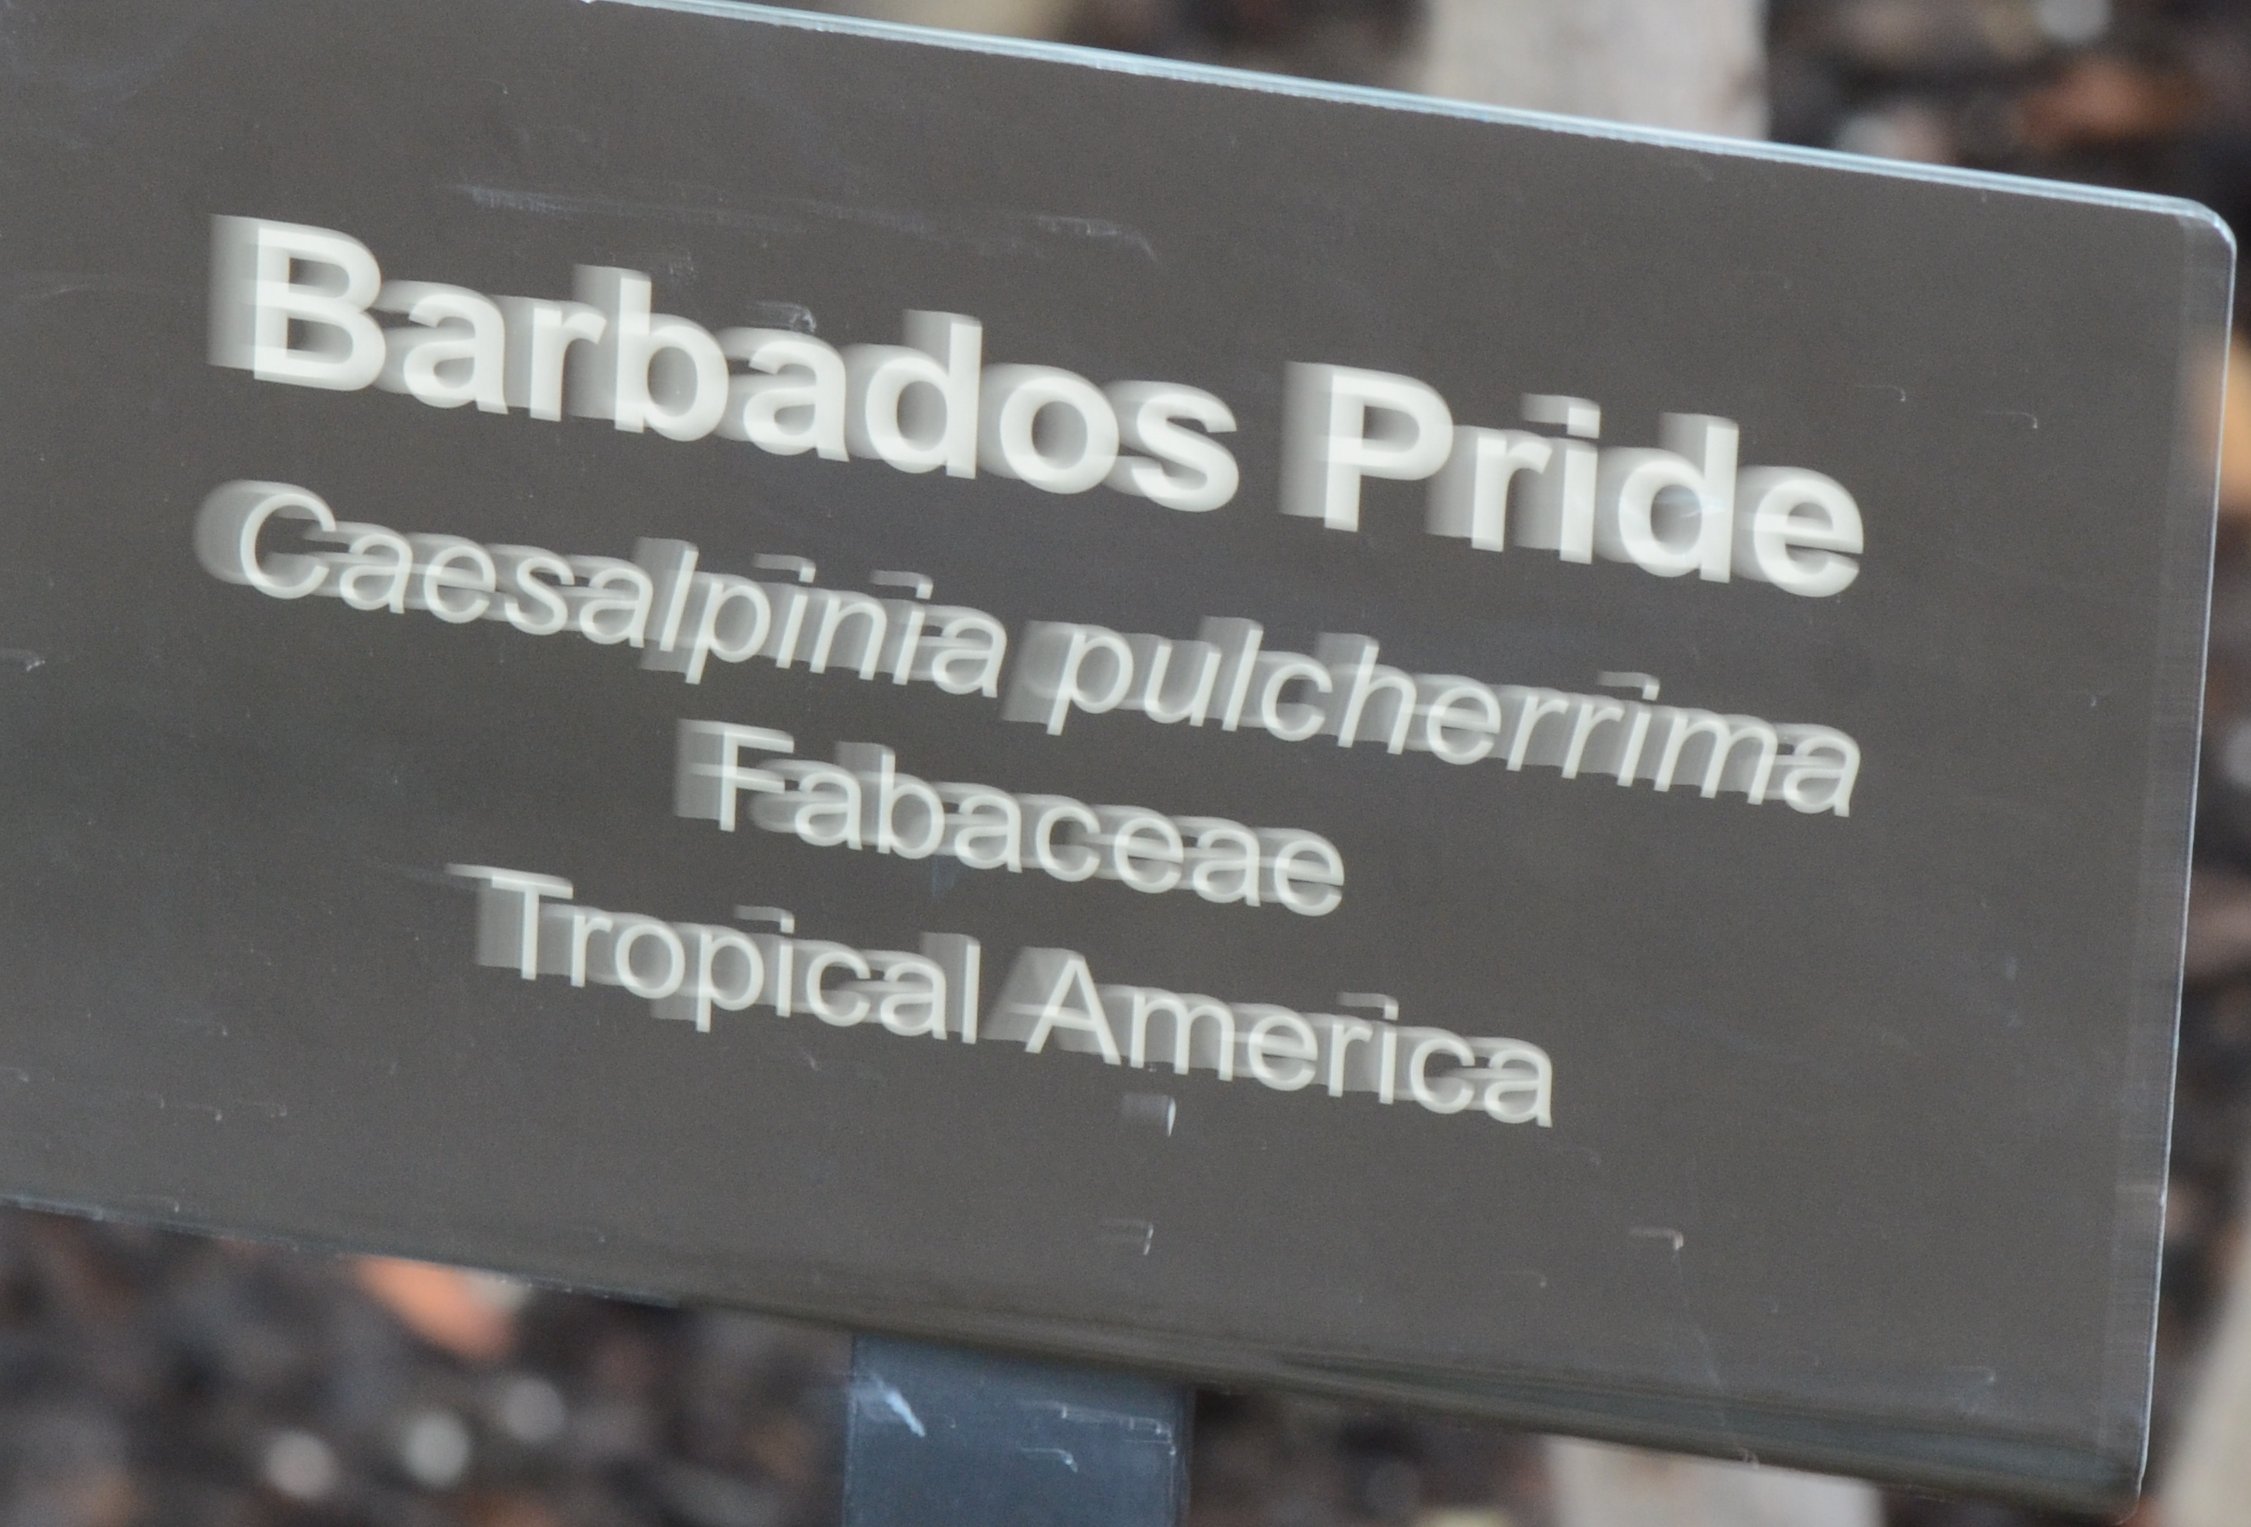 Barbados Pride
Caesalpinia pulcherrima
Fabaceae
Tropical America